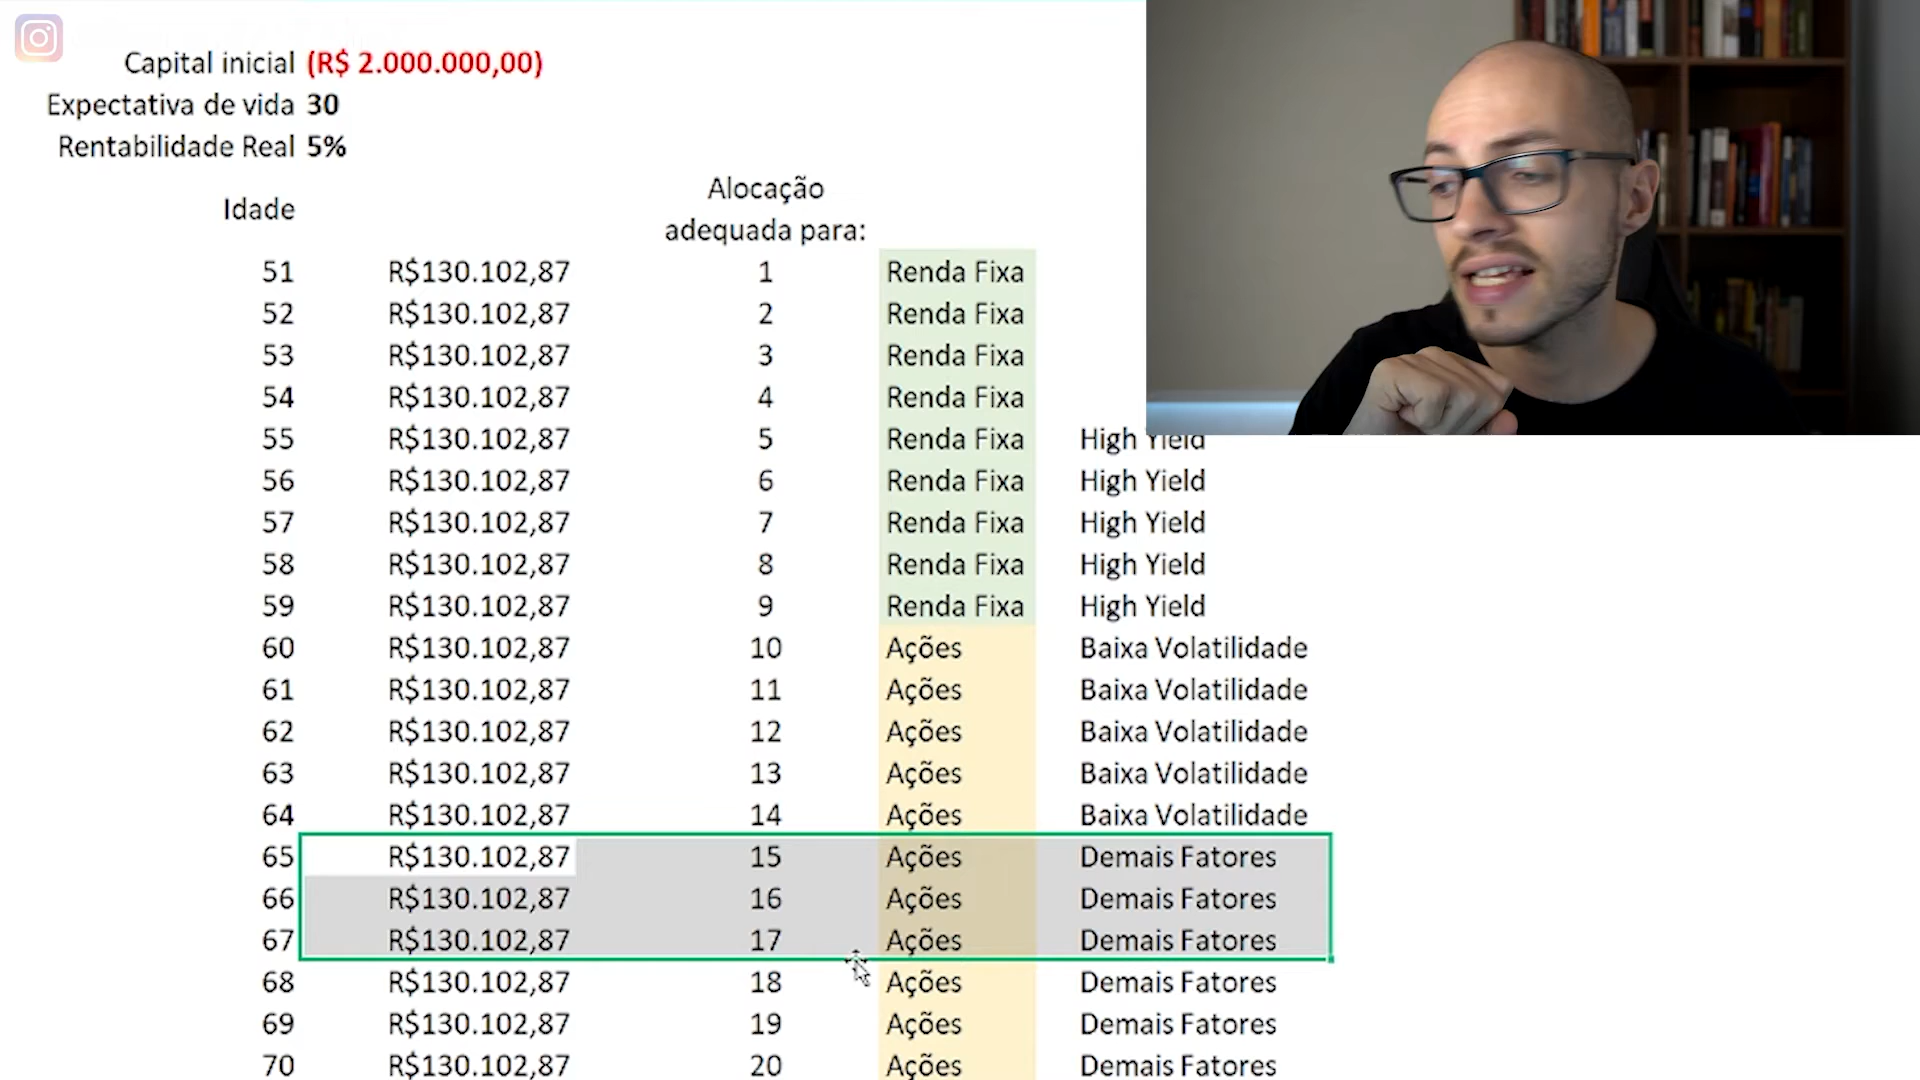 Capital inicial (R$ 2.000.000,00)
Expectativa de vida 30
Rentabilidade Real 5%
Idade
Alocação
adequada para:
51 R$130.102,87 1 Renda Fixa
52 R$130.102,87 2 Renda Fixa
53 R$130.102,87 3 Renda Fixa
54 R$130.102,87 4 Renda Fixa
55 R$130.102,87 5 Renda Fixa High Yield
56 R$130.102,87 6 Renda Fixa High Yield
57 R$130.102,87 7 Renda Fixa High Yield
58 R$130.102,87 8 Renda Fixa High Yield
59 R$130.102,87 9 Renda Fixa High Yield
60 R$130.102,87 10 Ações Baixa Volatilidade
61 R$130.102,87 11 Ações Baixa Volatilidade
62 R$130.102,87 12 Ações Baixa Volatilidade
63 R$130.102,87 13 Ações Baixa Volatilidade
64 R$130.102,87 14 Ações Baixa Volatilidade
65 R$130.102,87 15 Ações Demais Fatores
66 R$130.102,87 16 Ações Demais Fatores
67 R$130.102,87 17 Ações Demais Fatores
68 R$130.102,87 18 Ações Demais Fatores
69 R$130.102,87 19 Ações Demais Fatores
70 R$130.102,87 20 Ações Demais Fatores